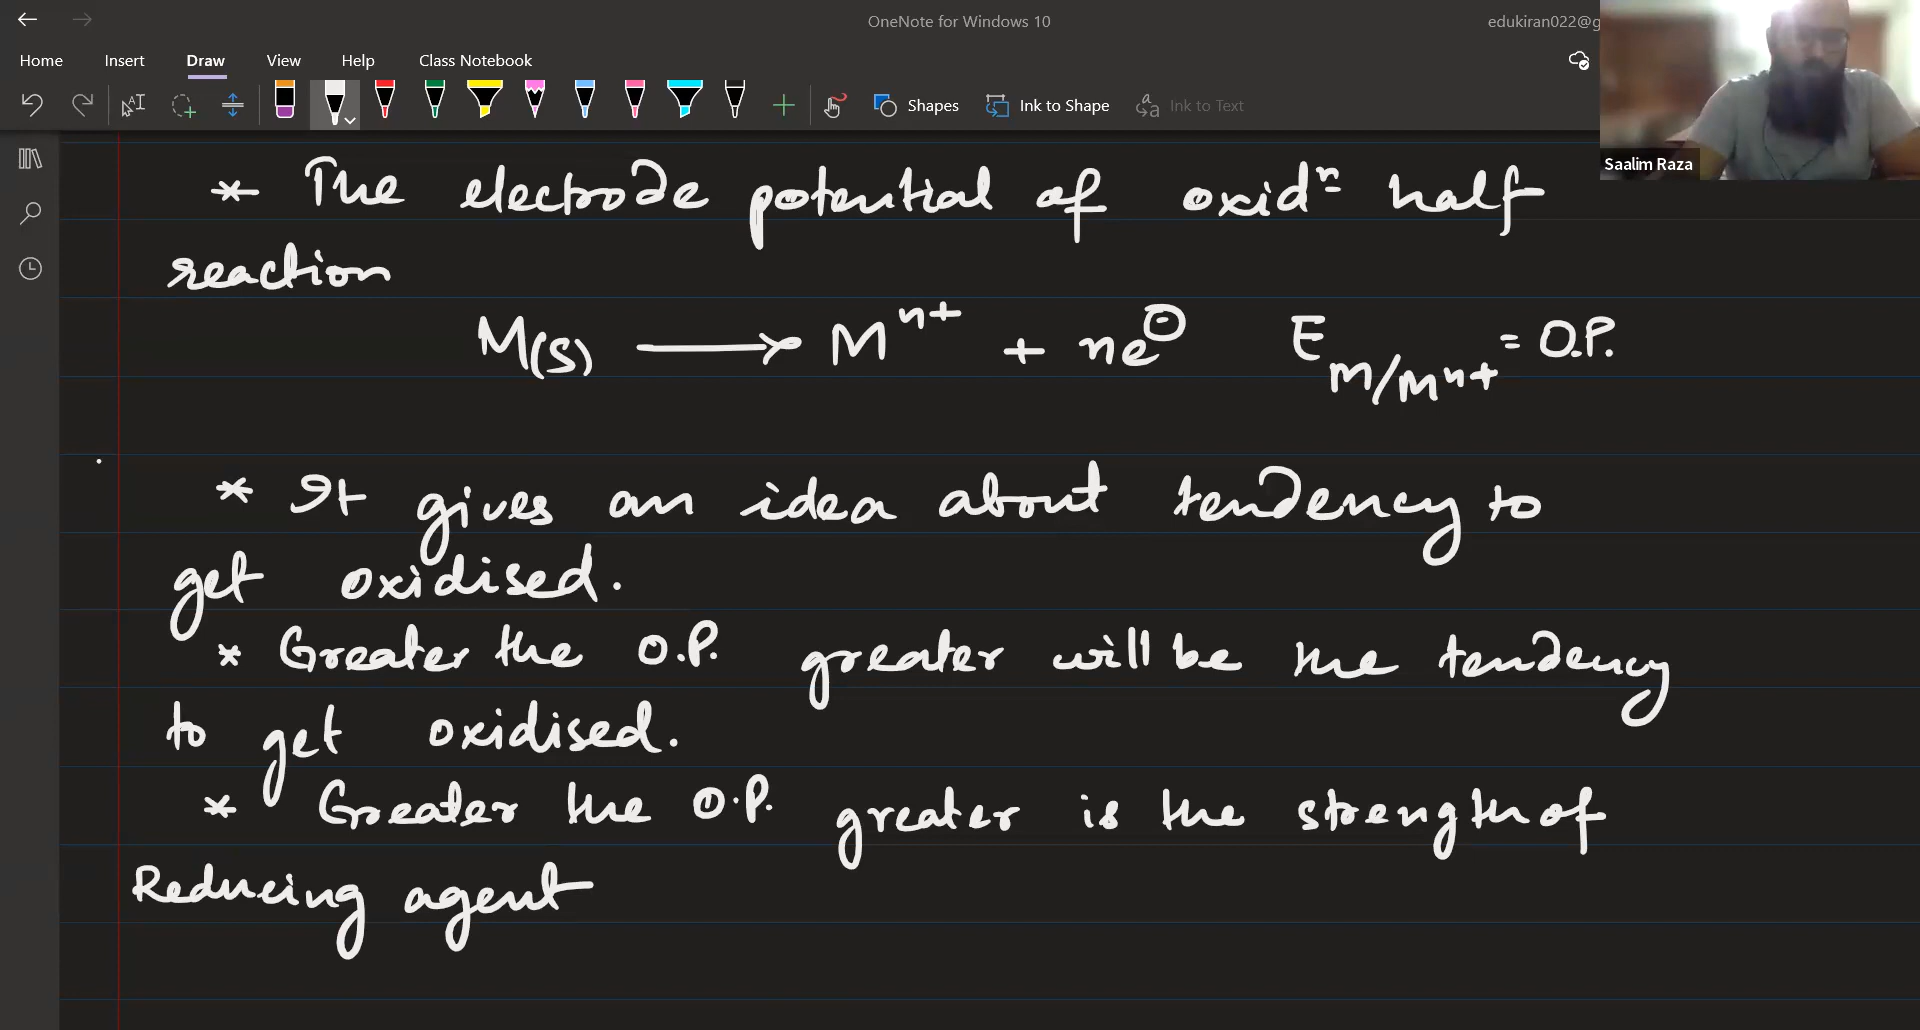 OneNote for Windows 10
edukiran022@g
Home Insert Draw View Help Class Notebook
Shapes Ink to Shape Ink to Text
Saalim Raza
* The electrode potential of oxidⁿ half
reaction
M(s) ⟶ Mⁿ⁺ + ne⊖ E M/Mⁿ⁺ = O.P.
* It gives an idea about tendency to
get oxidised.
* Greater the O.P. greater will be the tendency
to get oxidised.
* Greater the O.P. greater is the strength of
Reducing agent